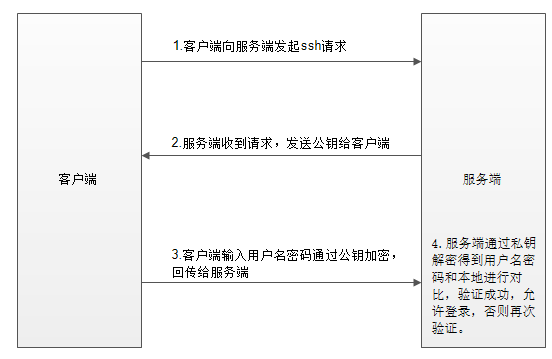 1.客户端向服务端发起ssh请求
2.服务端收到请求，发送公钥给客户端
客户端
服务端
3.客户端输入用户名密码通过公钥加密，
回传给服务端
4.服务端通过私钥
解密得到用户名密
码和本地进行对
比，验证成功，允
许登录，否则再次
验证。